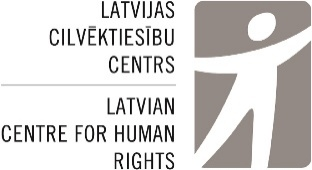 LATVIJAS
CILVĒKTIESĪBU
CENTRS
LATVIAN
CENTRE FOR HUMAN
RIGHTS